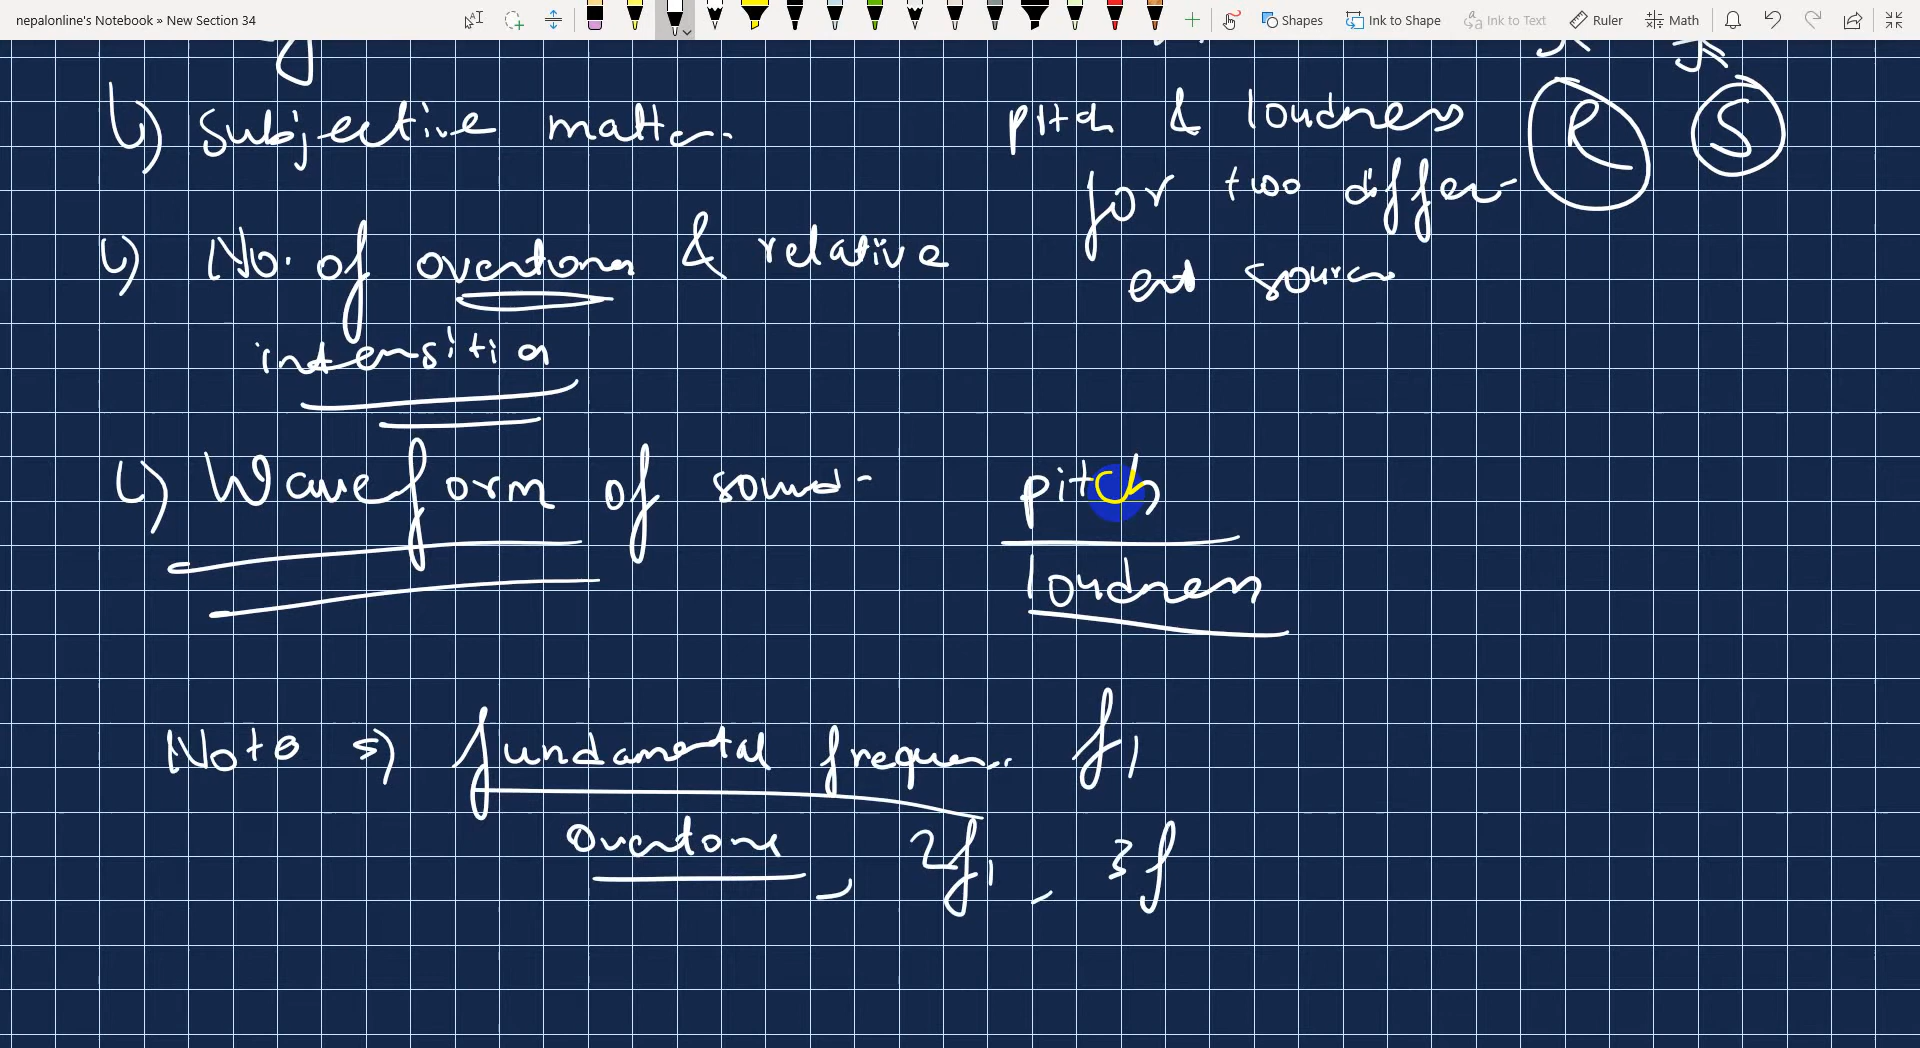 nepalonline's Notebook » New Section 34
Shapes
Ink to Shape
Ink to Text
Ruler
Math
↳) Subjective matter.
↳) No. of overtones & relative
intensities
↳) Waveform of sound.
pitch & loudness
for two differ-
ent source
R
S
pitch
loudness
Note s) fundamental frequen.. f1
Overtone, 2f1, 3f